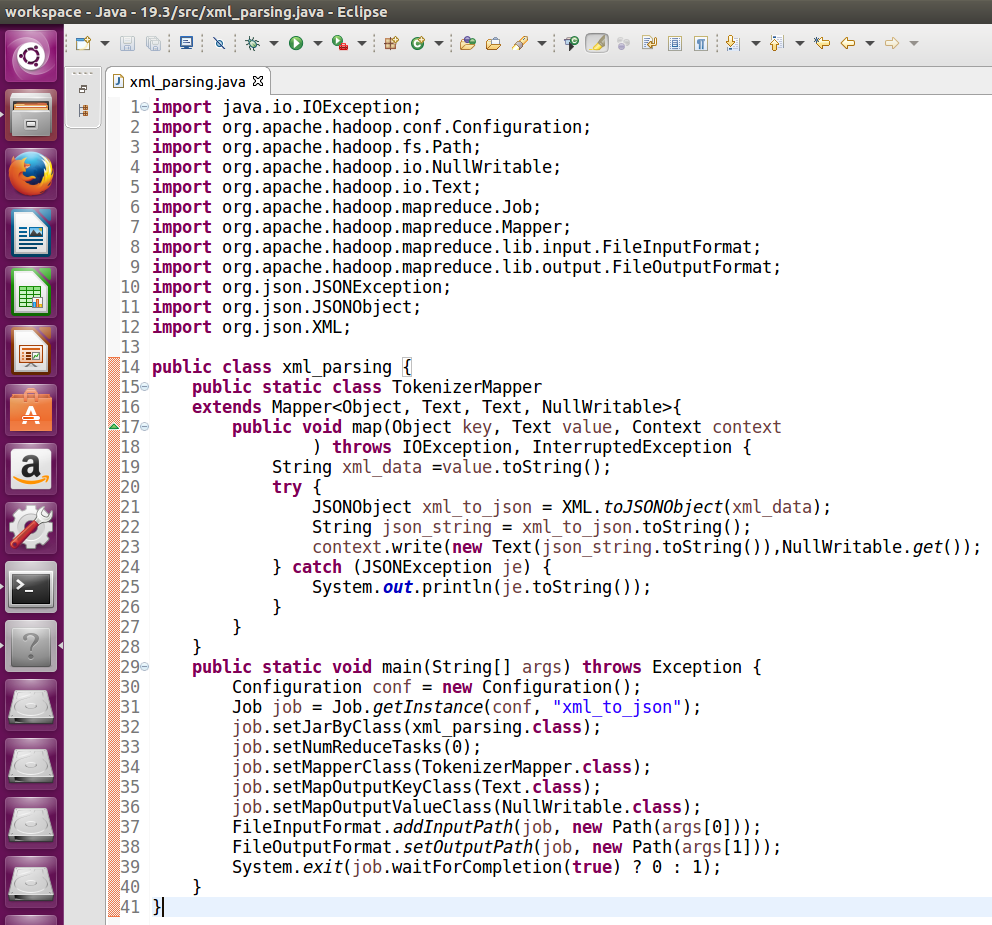 workspace - Java - 19.3/src/xml_parsing.java - Eclipse
xml_parsing.java
1 import java.io.IOException;
2 import org.apache.hadoop.conf.Configuration;
3 import org.apache.hadoop.fs.Path;
4 import org.apache.hadoop.io.NullWritable;
5 import org.apache.hadoop.io.Text;
6 import org.apache.hadoop.mapreduce.Job;
7 import org.apache.hadoop.mapreduce.Mapper;
8 import org.apache.hadoop.mapreduce.lib.input.FileInputFormat;
9 import org.apache.hadoop.mapreduce.lib.output.FileOutputFormat;
10 import org.json.JSONException;
11 import org.json.JSONObject;
12 import org.json.XML;
13
14 public class xml_parsing {
15     public static class TokenizerMapper
16     extends Mapper<Object, Text, Text, NullWritable>{
17         public void map(Object key, Text value, Context context
18                 ) throws IOException, InterruptedException {
19             String xml_data =value.toString();
20             try {
21                 JSONObject xml_to_json = XML.toJSONObject(xml_data);
22                 String json_string = xml_to_json.toString();
23                 context.write(new Text(json_string.toString()),NullWritable.get());
24             } catch (JSONException je) {
25                 System.out.println(je.toString());
26             }
27         }
28     }
29     public static void main(String[] args) throws Exception {
30         Configuration conf = new Configuration();
31         Job job = Job.getInstance(conf, "xml_to_json");
32         job.setJarByClass(xml_parsing.class);
33         job.setNumReduceTasks(0);
34         job.setMapperClass(TokenizerMapper.class);
35         job.setMapOutputKeyClass(Text.class);
36         job.setMapOutputValueClass(NullWritable.class);
37         FileInputFormat.addInputPath(job, new Path(args[0]));
38         FileOutputFormat.setOutputPath(job, new Path(args[1]));
39         System.exit(job.waitForCompletion(true) ? 0 : 1);
40     }
41 }